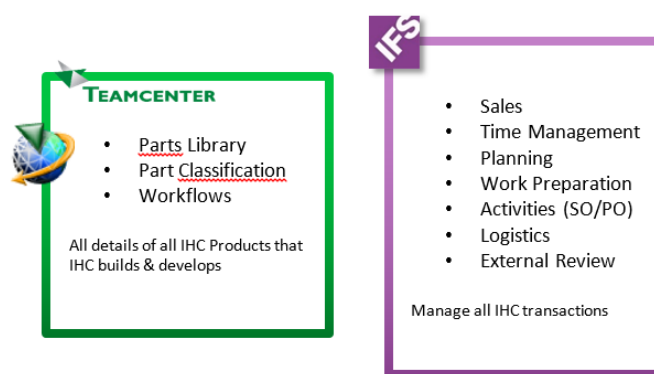 TEAMCENTER
• Parts Library
• Part Classification
• Workflows
All details of all IHC Products that
IHC builds & develops
IFS
• Sales
• Time Management
• Planning
• Work Preparation
• Activities (SO/PO)
• Logistics
• External Review
Manage all IHC transactions